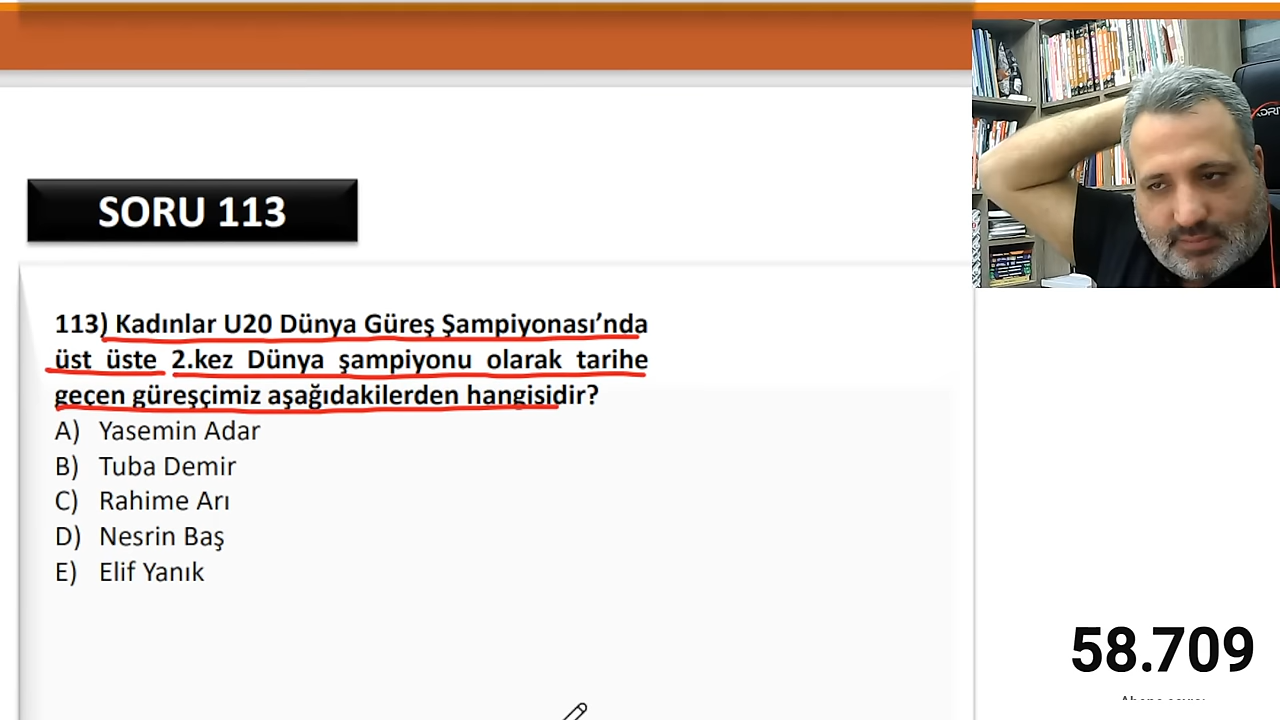 SORU 113
113) Kadınlar U20 Dünya Güreş Şampiyonası’nda
üst üste 2.kez Dünya şampiyonu olarak tarihe
geçen güreşçimiz aşağıdakilerden hangisidir?
A) Yasemin Adar
B) Tuba Demir
C) Rahime Arı
D) Nesrin Baş
E) Elif Yanık
58.709